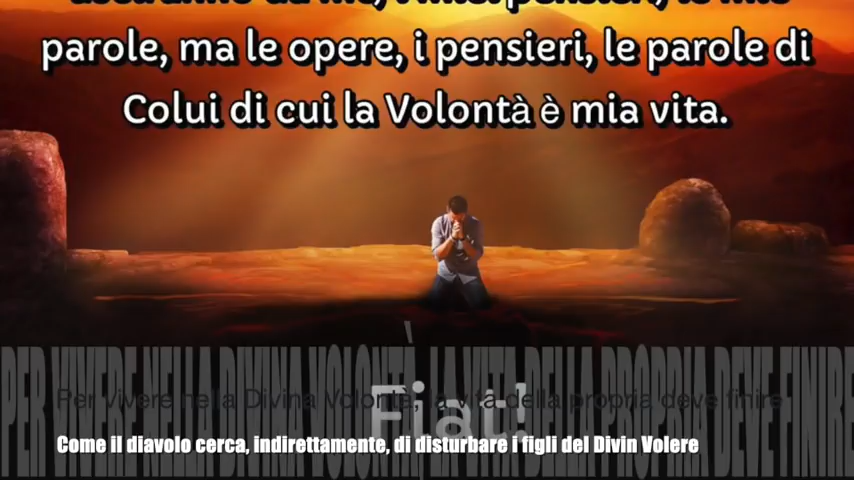 parole, ma le opere, i pensieri, le parole di
Colui di cui la Volontà è mia vita.
PER VIVERE NELLA DIVINA VOLONTÀ, LA VITA DELLA PROPRIA DEVE FINIRE
Per vivere nella Divina Volontà, la vita della propria deve finire
Fiat!
Come il diavolo cerca, indirettamente, di disturbare i figli del Divin Volere